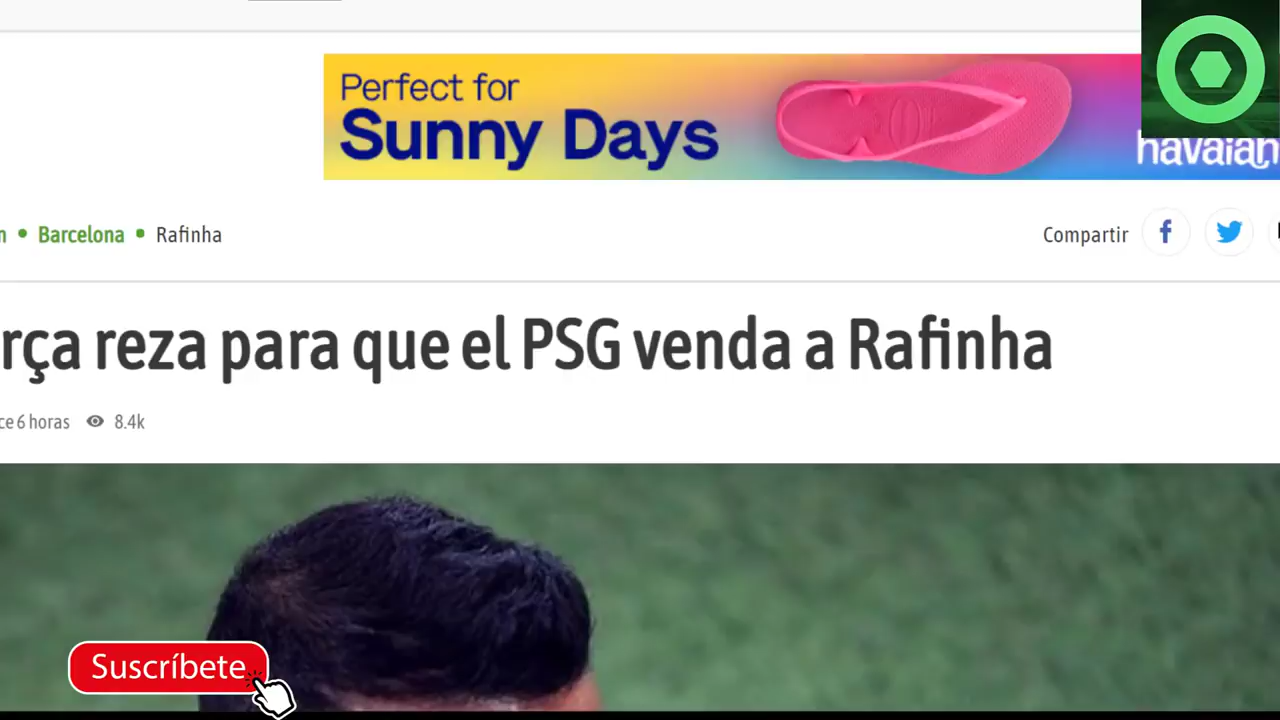 Perfect for
Sunny Days
havaian
n • Barcelona • Rafinha
Compartir
rça reza para que el PSG venda a Rafinha
ce 6 horas 8.4k
Suscríbete